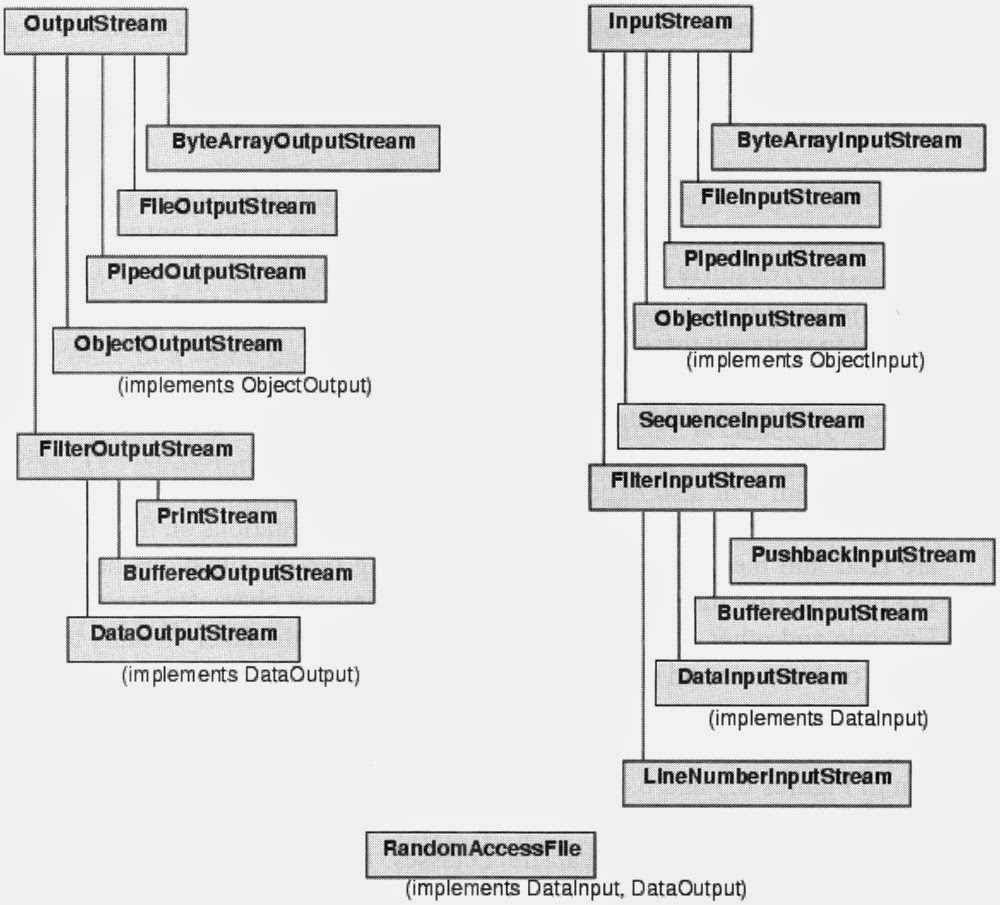 OutputStream
ByteArrayOutputStream
FileOutputStream
PipedOutputStream
ObjectOutputStream
(implements ObjectOutput)
FilterOutputStream
PrintStream
BufferedOutputStream
DataOutputStream
(implements DataOutput)
InputStream
ByteArrayInputStream
FileInputStream
PipedInputStream
ObjectInputStream
(implements ObjectInput)
SequenceInputStream
FilterInputStream
PushbackInputStream
BufferedInputStream
DataInputStream
(implements DataInput)
LineNumberInputStream
RandomAccessFile
(implements DataInput, DataOutput)